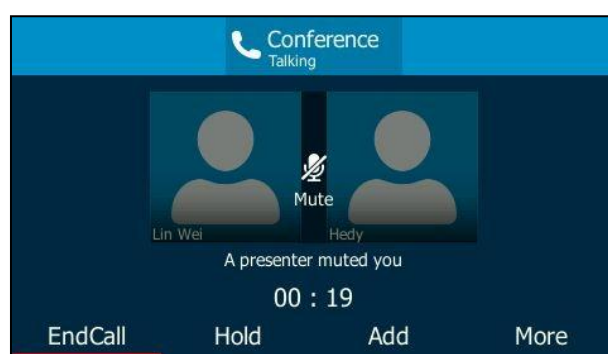 Conference
Talking
Mute
Lin Wei
Hedy
A presenter muted you
00 : 19
EndCall
Hold
Add
More